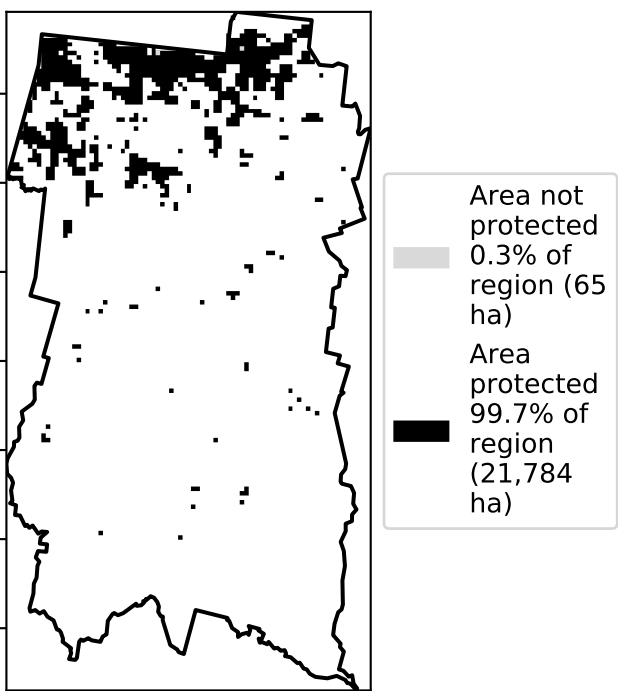 Area not
protected
0.3% of
region (65
ha)
Area
protected
99.7% of
region
(21,784
ha)